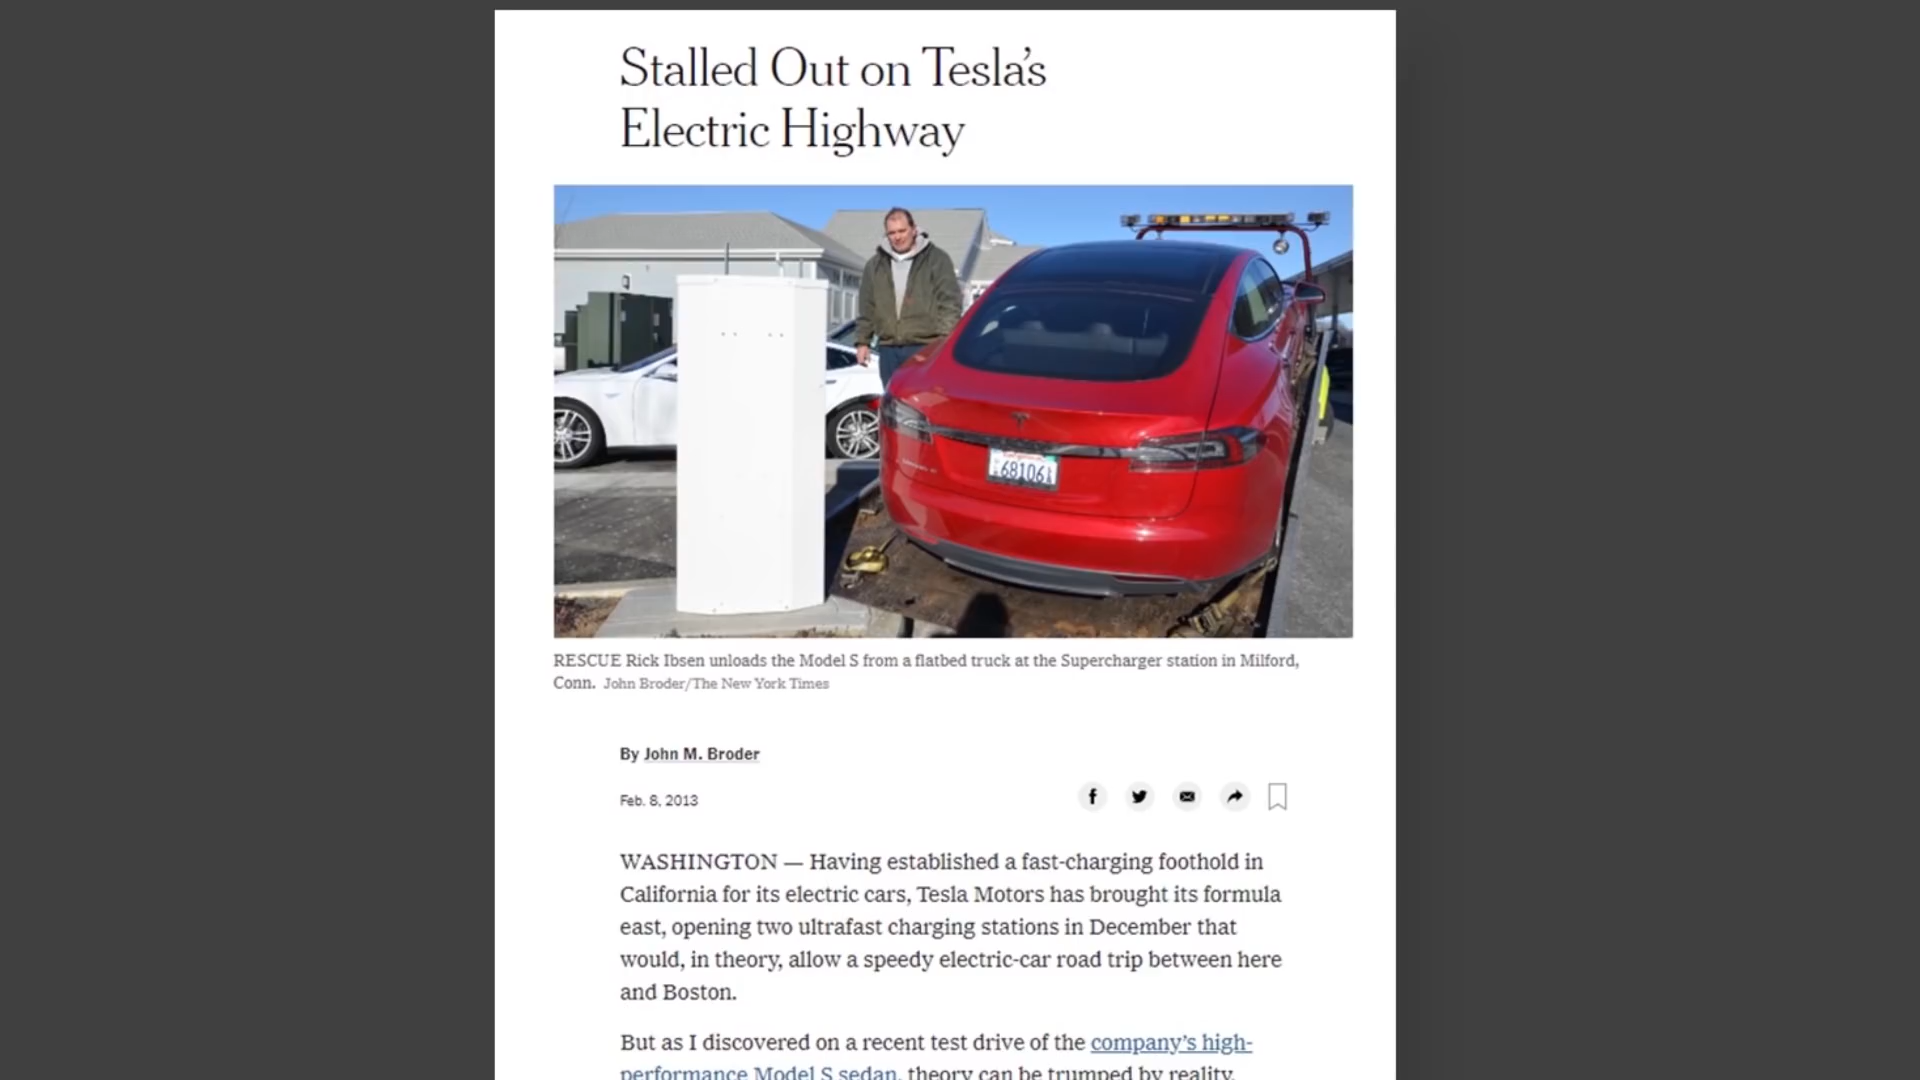 Stalled Out on Tesla's
Electric Highway
68106
RESCUE Rick Ibsen unloads the Model S from a flatbed truck at the Supercharger station in Milford,
Conn. John Broder/The New York Times
By John M. Broder
Feb. 8, 2013
WASHINGTON — Having established a fast-charging foothold in
California for its electric cars, Tesla Motors has brought its formula
east, opening two ultrafast charging stations in December that
would, in theory, allow a speedy electric-car road trip between here
and Boston.
But as I discovered on a recent test drive of the company's high-
performance Model S sedan, theory can be trumped by reality,